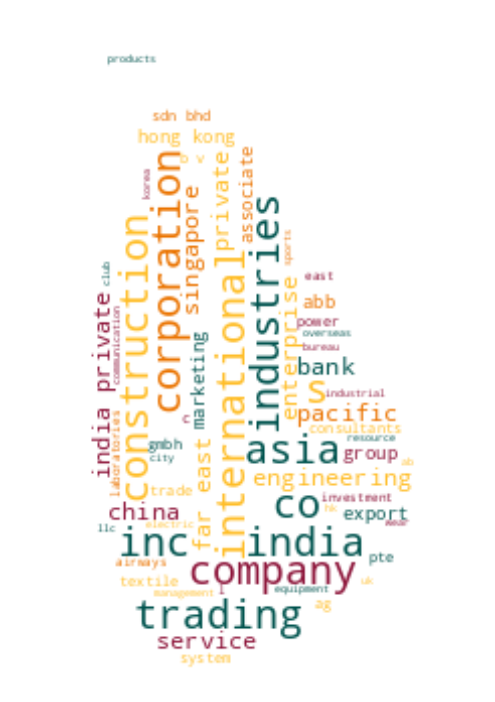 products
sdn bhd
hong kong
b v
korea
corporation
private
associate
singapore
industries
construction
international
sports
club
east
india private
communication
enterprise
abb
power
overseas
bureau
marketing
bank
s
industrial
pacific
laboratories
consultants
resource
gmbh
asia
group
city
far east
ab
engineering
trade
co
investment
china
hk
export
wear
electric
llc
inc
india
pte
airways
company
uk
textile
management
l
equipment
ag
trading
service
system